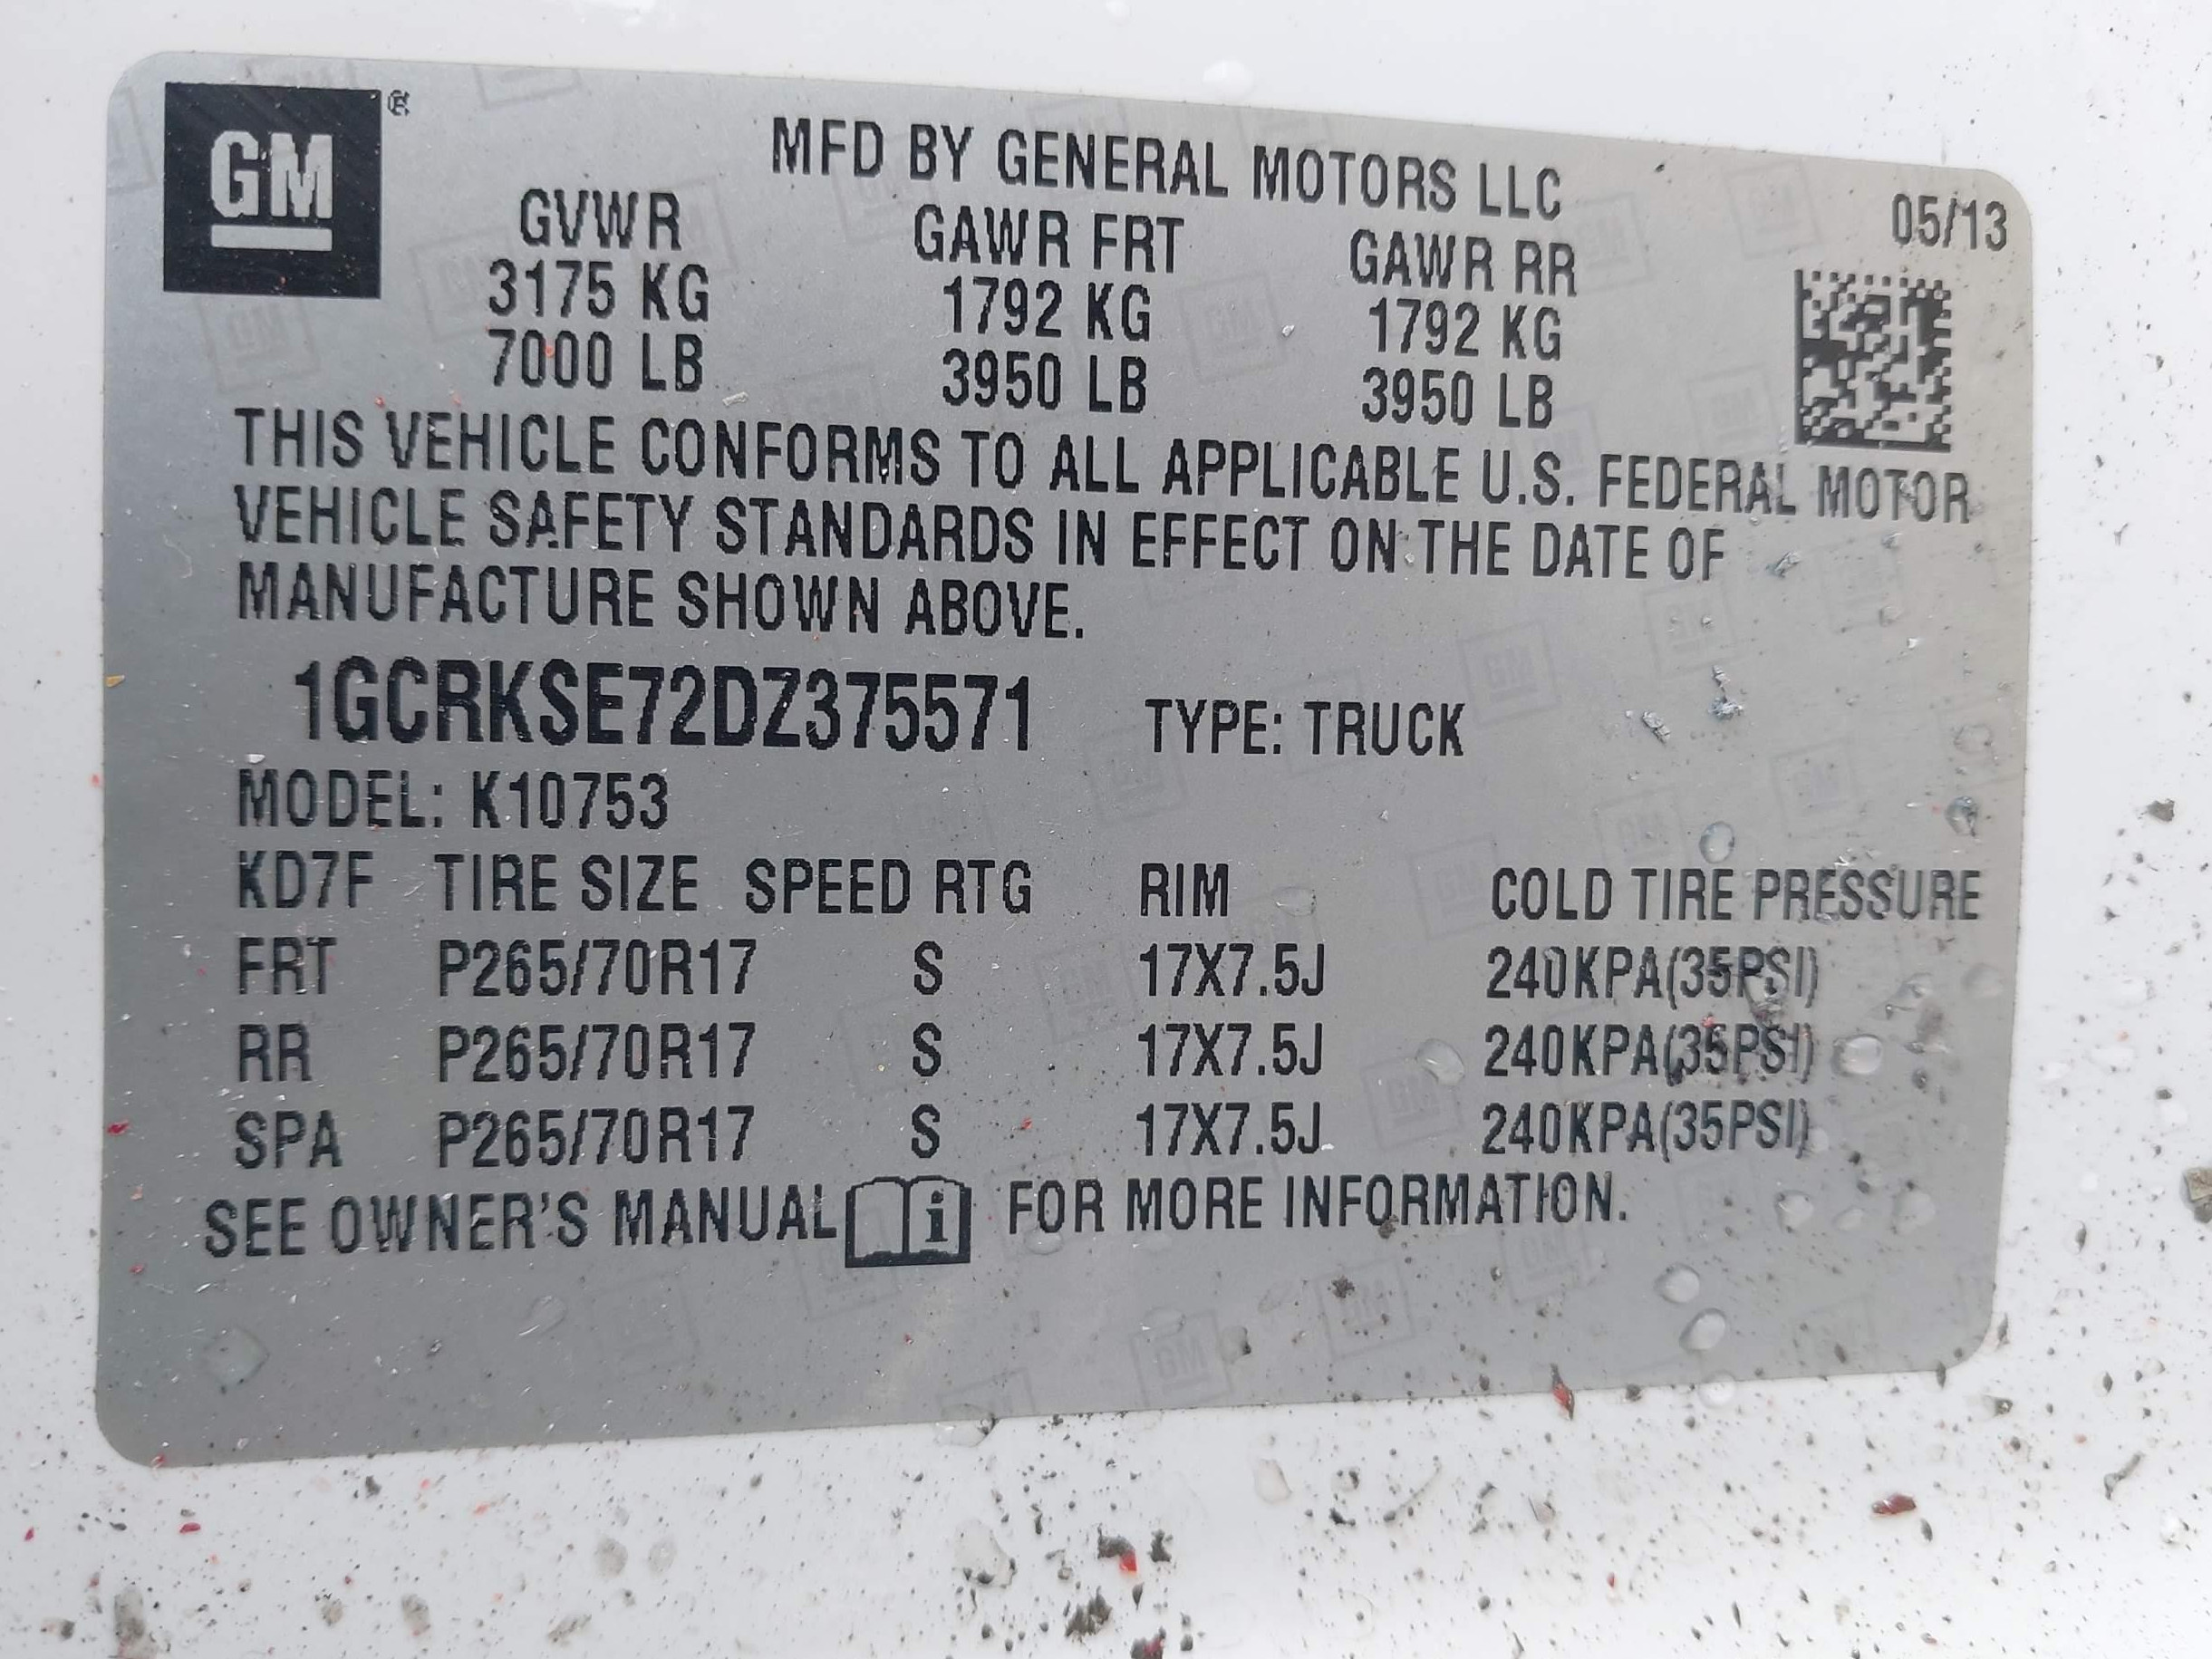 GM ®
MFD BY GENERAL MOTORS LLC
05/13
GVWR GAWR FRT GAWR RR
3175 KG 1792 KG 1792 KG
7000 LB 3950 LB 3950 LB
THIS VEHICLE CONFORMS TO ALL APPLICABLE U.S. FEDERAL MOTOR
VEHICLE SAFETY STANDARDS IN EFFECT ON THE DATE OF
MANUFACTURE SHOWN ABOVE.
1GCRKSE72DZ375571 TYPE: TRUCK
MODEL: K10753
KD7F TIRE SIZE SPEED RTG RIM COLD TIRE PRESSURE
FRT P265/70R17 S 17X7.5J 240KPA(35PSI)
RR P265/70R17 S 17X7.5J 240KPA(35PSI)
SPA P265/70R17 S 17X7.5J 240KPA(35PSI)
SEE OWNER'S MANUAL i FOR MORE INFORMATION.